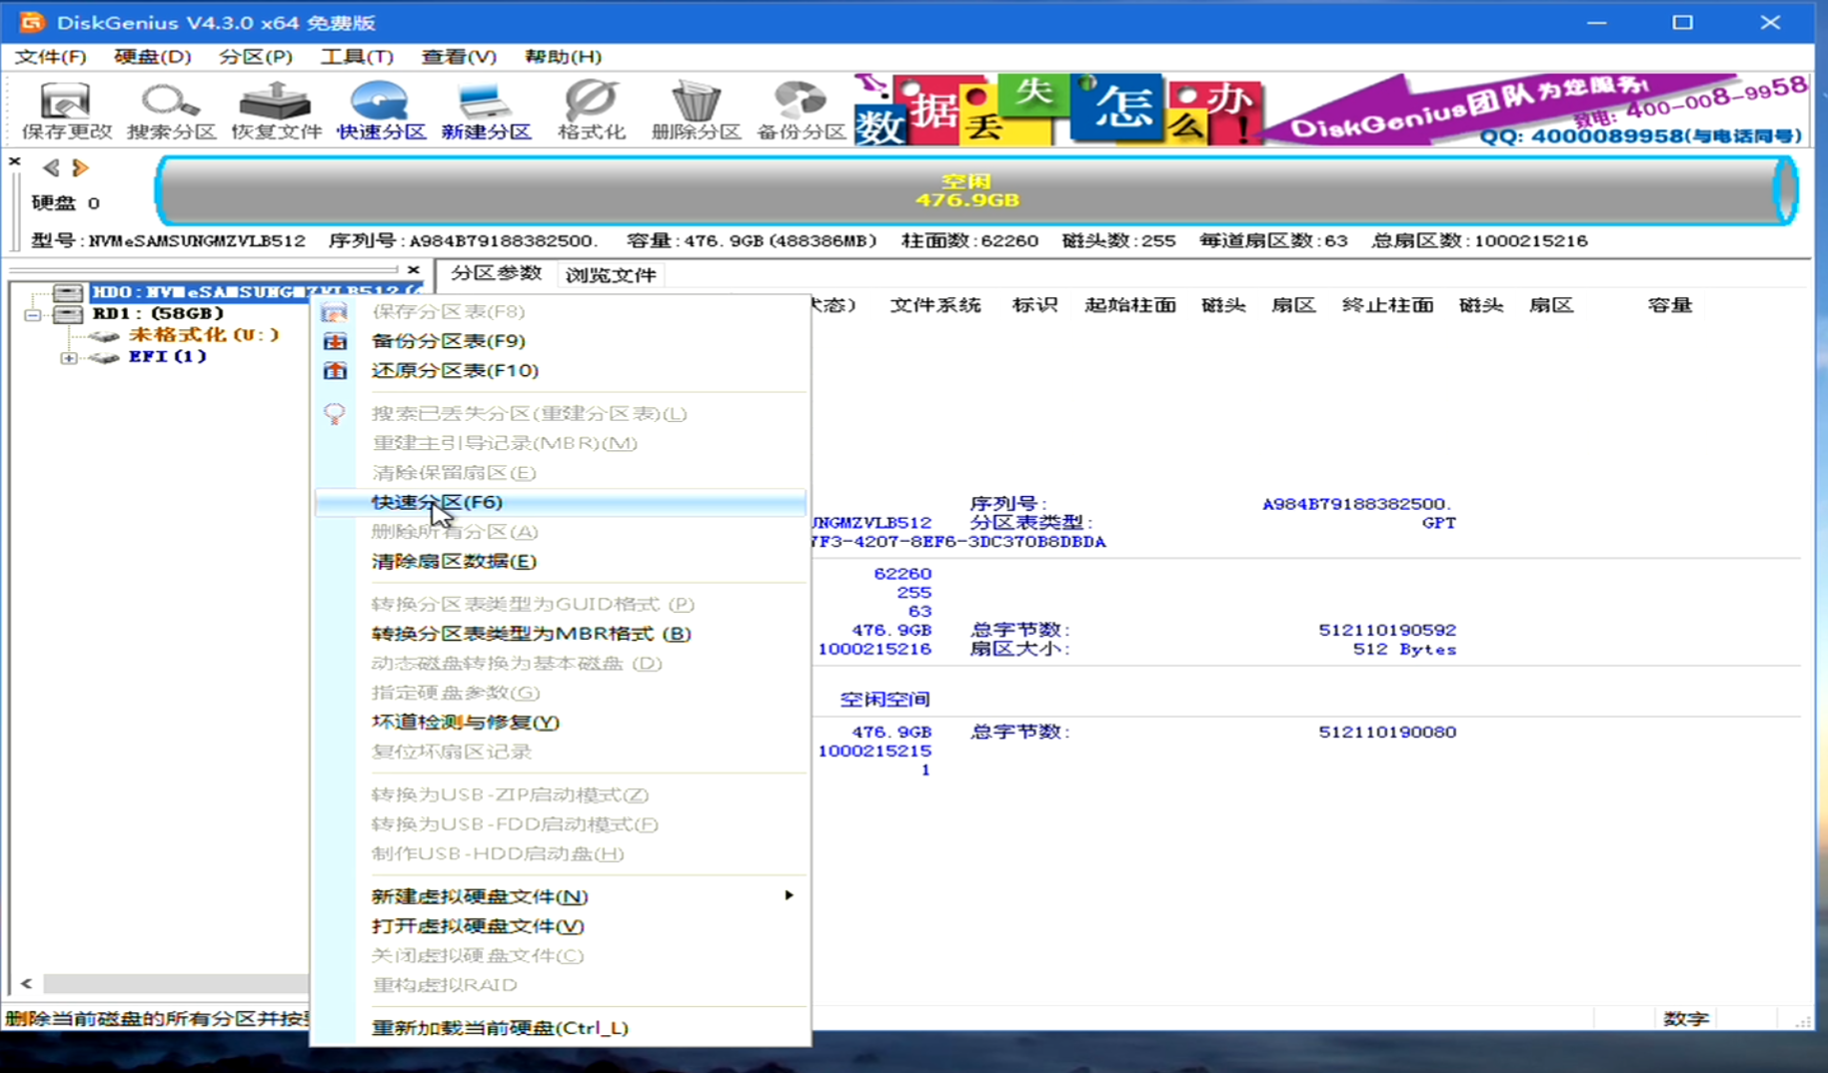 DiskGenius V4.3.0 x64 免费版
文件(F) 硬盘(D) 分区(P) 工具(T) 查看(V) 帮助(H)
保存更改 搜索分区 恢复文件 快速分区 新建分区 格式化 删除分区 备份分区
数据丢失怎么办!
DiskGenius团队为您服务!
致电: 400-008-9958
QQ: 4000089958(与电话同号)
硬盘 0
空闲
476.9GB
型号:NVMeSAMSUNGMZVLB512 序列号:A984B79188382500. 容量:476.9GB(488386MB) 柱面数:62260 磁头数:255 每道扇区数:63 总扇区数:1000215216
分区参数 浏览文件
HD0:NVMeSAMSUNGMZVLB512(4
RD1:(58GB)
未格式化(U:)
EFI(1)
状态) 文件系统 标识 起始柱面 磁头 扇区 终止柱面 磁头 扇区 容量
保存分区表(F8)
备份分区表(F9)
还原分区表(F10)
搜索已丢失分区(重建分区表)(L)
重建主引导记录(MBR)(M)
清除保留扇区(E)
快速分区(F6)
删除所有分区(A)
清除扇区数据(E)
转换分区表类型为GUID格式 (P)
转换分区表类型为MBR格式 (B)
动态磁盘转换为基本磁盘 (D)
指定硬盘参数(G)
坏道检测与修复(Y)
复位坏扇区记录
转换为USB-ZIP启动模式(Z)
转换为USB-FDD启动模式(F)
制作USB-HDD启动盘(H)
新建虚拟硬盘文件(N)
打开虚拟硬盘文件(V)
关闭虚拟硬盘文件(C)
重构虚拟RAID
重新加载当前硬盘(Ctrl_L)
序列号: A984B79188382500.
UNGMZVLB512 分区表类型: GPT
7F3-4207-8EF6-3DC370B8DBDA
62260
255
63
476.9GB 总字节数: 512110190592
1000215216 扇区大小: 512 Bytes
空闲空间
476.9GB 总字节数: 512110190080
1000215215
1
删除当前磁盘的所有分区并按
数字